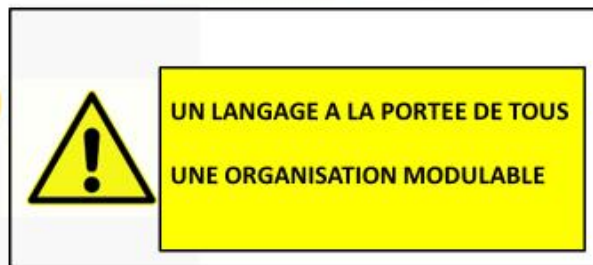 UN LANGAGE A LA PORTEE DE TOUS
UNE ORGANISATION MODULABLE